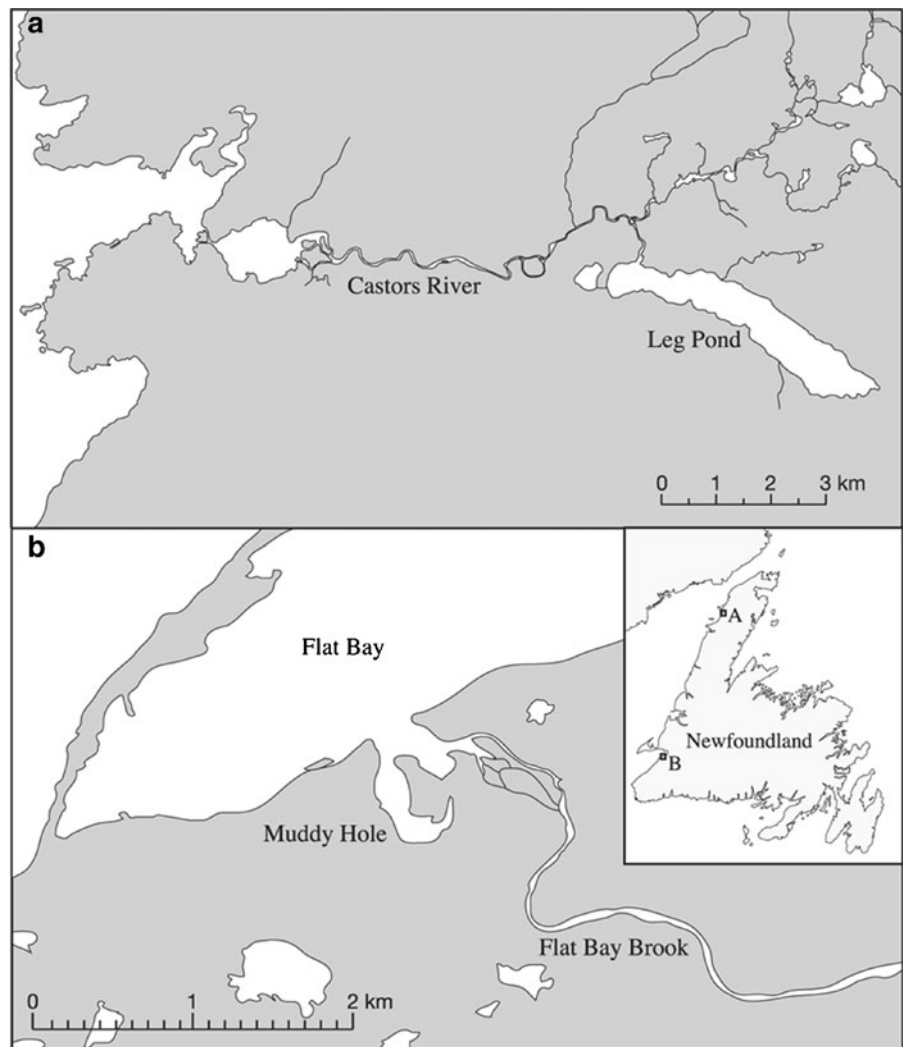 a
Castors River
Leg Pond
0 1 2 3 km
b
Flat Bay
A
Newfoundland
B
Muddy Hole
Flat Bay Brook
0 1 2 km